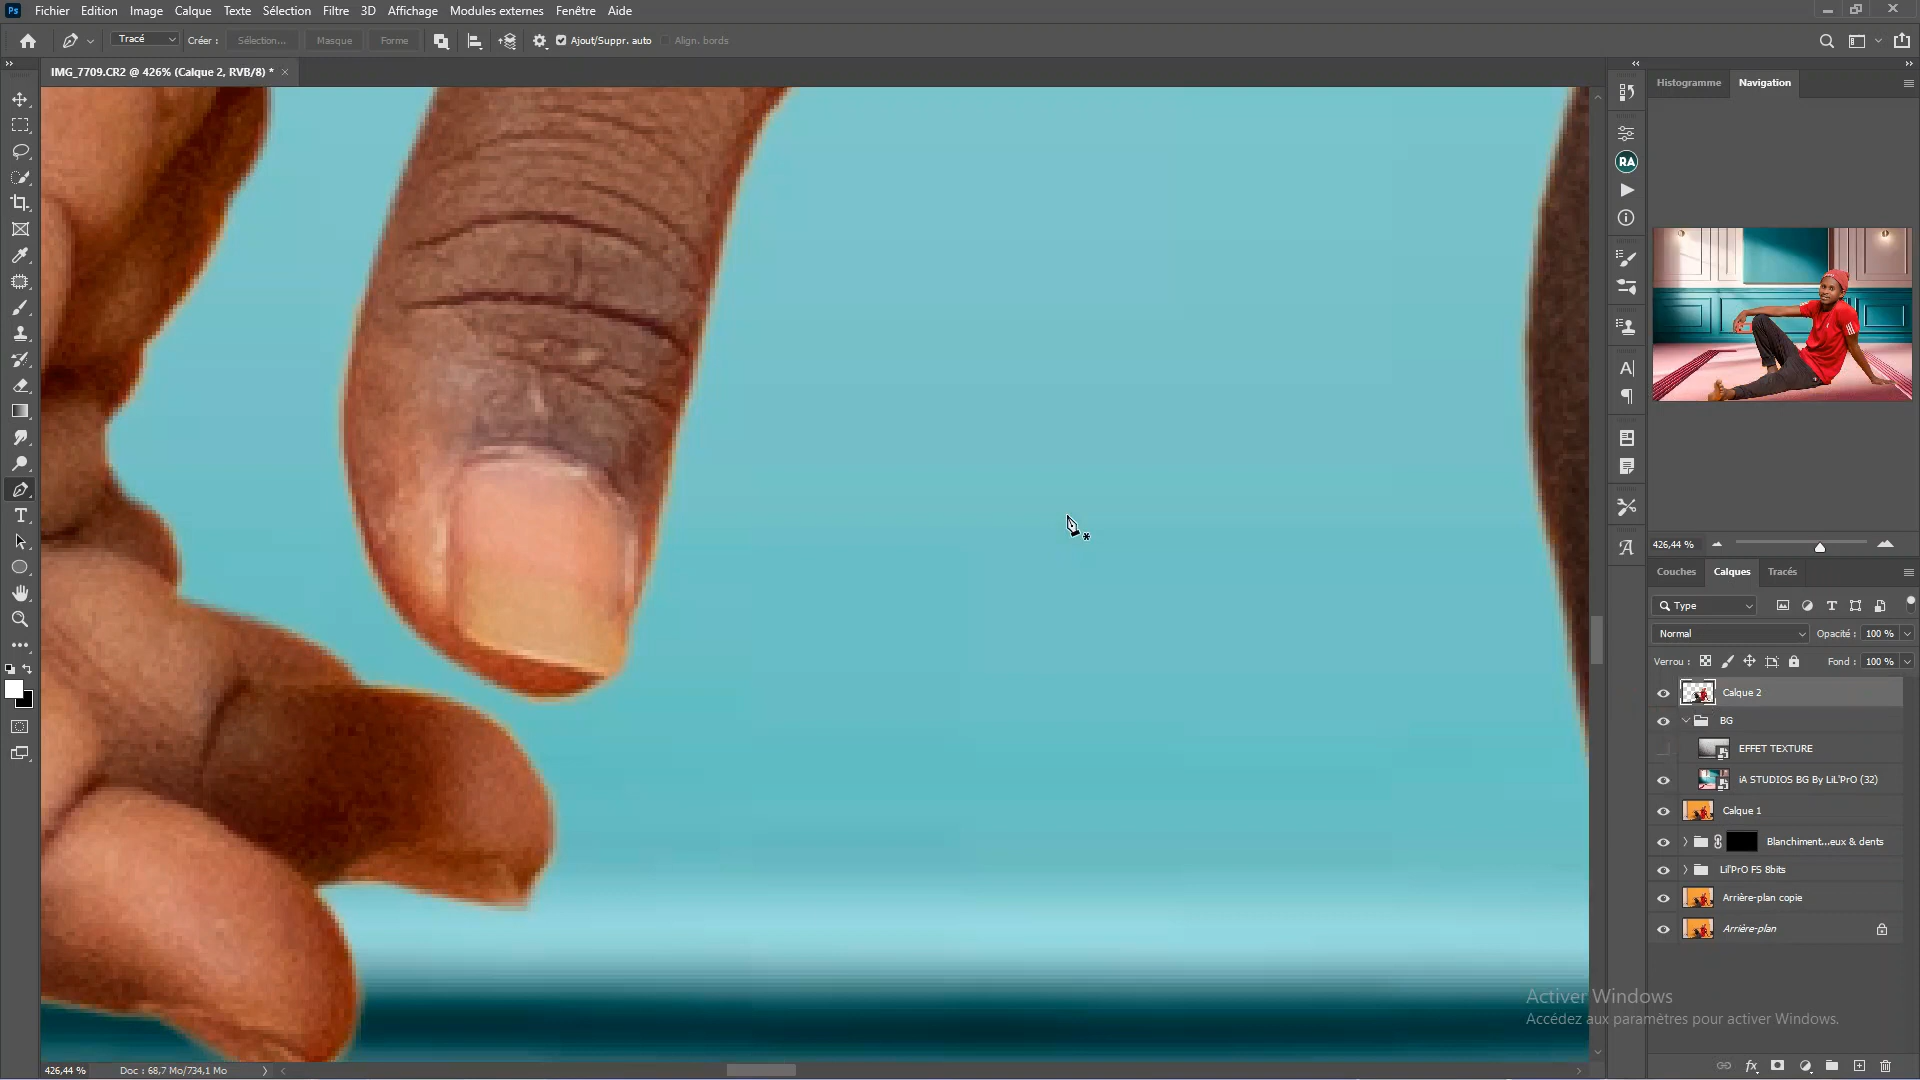 Ps Fichier Edition Image Calque Texte Sélection Filtre 3D Affichage Modules externes Fenêtre Aide
Tracé Créer : Sélection... Masque Forme Ajout/Suppr. auto Align. bords
IMG_7709.CR2 @ 426% (Calque 2, RVB/8) *
Histogramme Navigation
RA
426,44 %
Couches Calques Tracés
Type
Normal Opacité : 100 %
Verrou : Fond : 100 %
Calque 2
BG
EFFET TEXTURE
iA STUDIOS BG By LiL'PrO (32)
Calque 1
Blanchiment...eux & dents
Lil'PrO FS 8bits
Arrière-plan copie
Arrière-plan
Activer Windows
Accédez aux paramètres pour activer Windows.
426,44 % Doc : 68,7 Mo/734,1 Mo